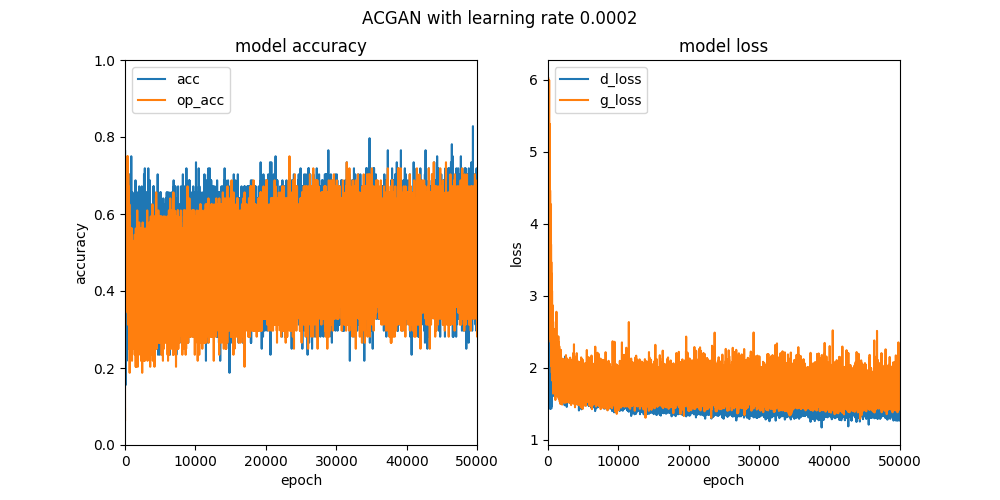 ACGAN with learning rate 0.0002
model accuracy
acc
op_acc
1.0
0.8
0.6
0.4
0.2
0.0
accuracy
0
10000
20000
30000
40000
50000
epoch
model loss
d_loss
g_loss
6
5
4
3
2
1
loss
0
10000
20000
30000
40000
50000
epoch